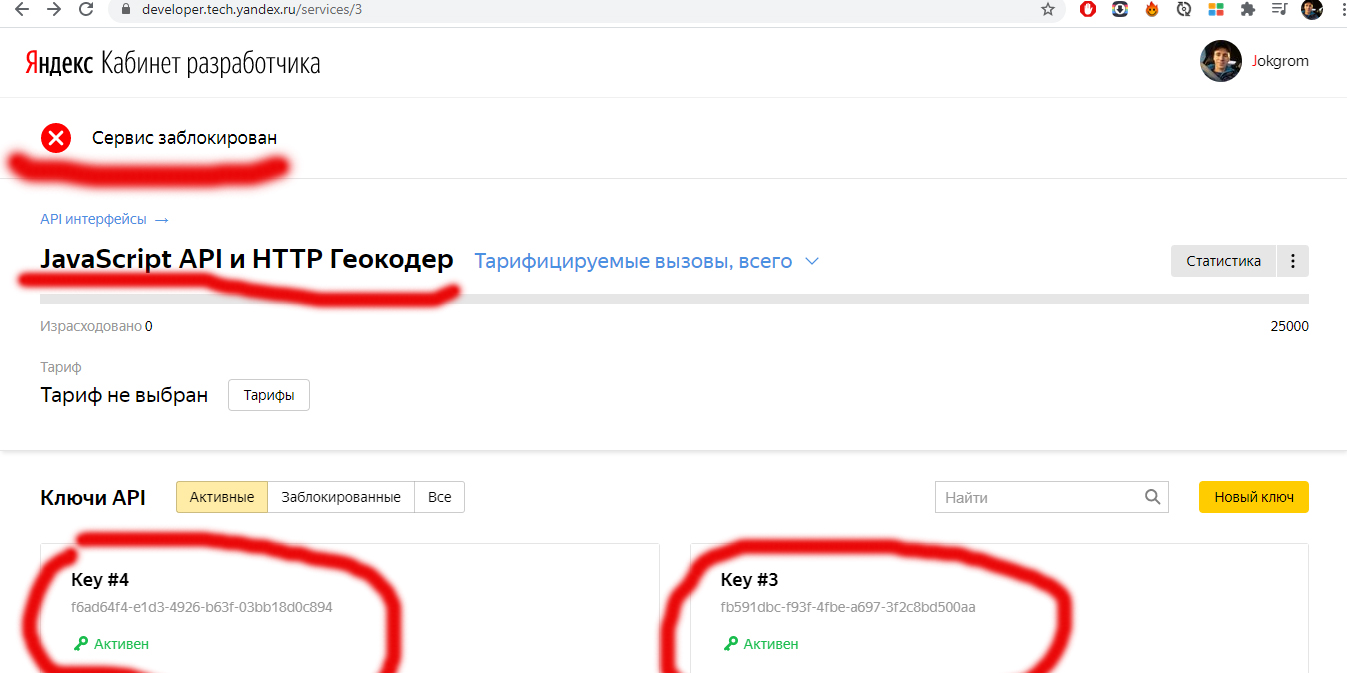 developer.tech.yandex.ru/services/3
Яндекс Кабинет разработчика
Jokgrom
Сервис заблокирован
API интерфейсы →
JavaScript API и HTTP Геокодер Тарифицируемые вызовы, всего
Статистика
Израсходовано 0
25000
Тариф
Тариф не выбран Тарифы
Ключи API Активные Заблокированные Все Найти Новый ключ
Key #4
f6ad64f4-e1d3-4926-b63f-03bb18d0c894
Активен
Key #3
fb591dbc-f93f-4fbe-a697-3f2c8bd500aa
Активен